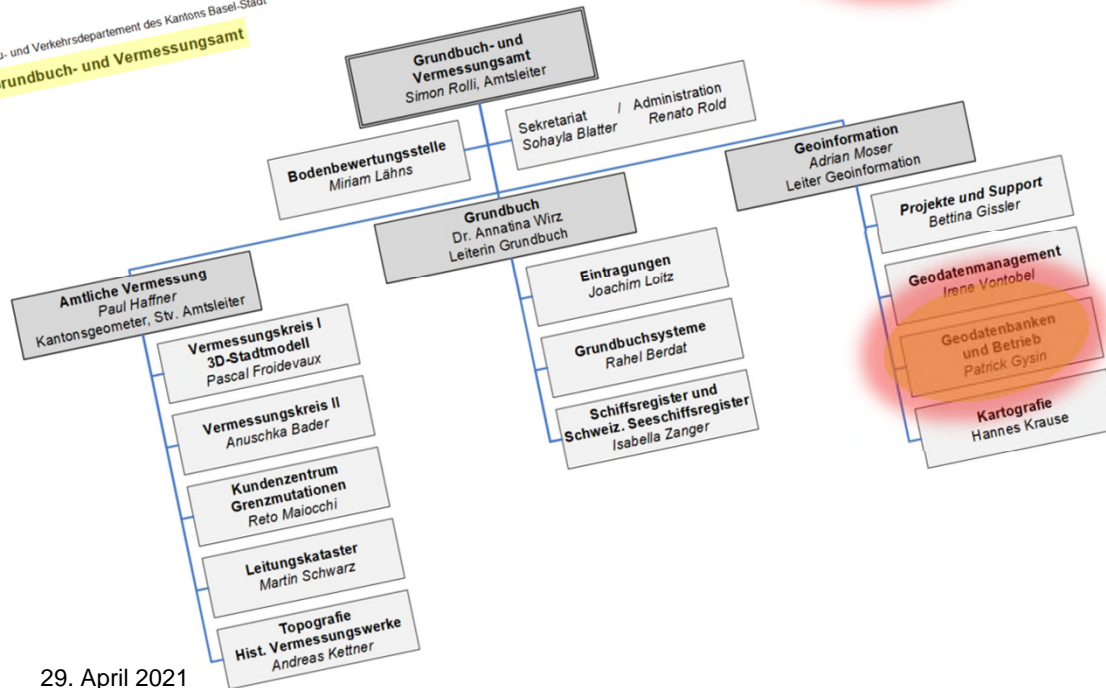 und Verkehrsdepartement des Kantons Basel-Stadt
Grundbuch- und Vermessungsamt
Grundbuch- und
Vermessungsamt
Simon Rolli, Amtsleiter
Sekretariat / Administration
Sohayla Blatter Renato Rold
Bodenbewertungsstelle
Miriam Lähns
Geoinformation
Adrian Moser
Leiter Geoinformation
Grundbuch
Dr. Annatina Wirz
Leiterin Grundbuch
Amtliche Vermessung
Paul Haffner
Kantonsgeometer, Stv. Amtsleiter
Vermessungskreis I
3D-Stadtmodell
Pascal Froidevaux
Vermessungskreis II
Anuschka Bader
Kundenzentrum
Grenzmutationen
Reto Maiocchi
Leitungskataster
Martin Schwarz
Topografie
Hist. Vermessungswerke
Andreas Kettner
Eintragungen
Joachim Loitz
Grundbuchsysteme
Rahel Berdat
Schiffsregister und
Schweiz. Seeschiffsregister
Isabella Zanger
Projekte und Support
Bettina Gissler
Geodatenmanagement
Irene Vontobel
Geodatenbanken
und Betrieb
Patrick Gysin
Kartografie
Hannes Krause
29. April 2021